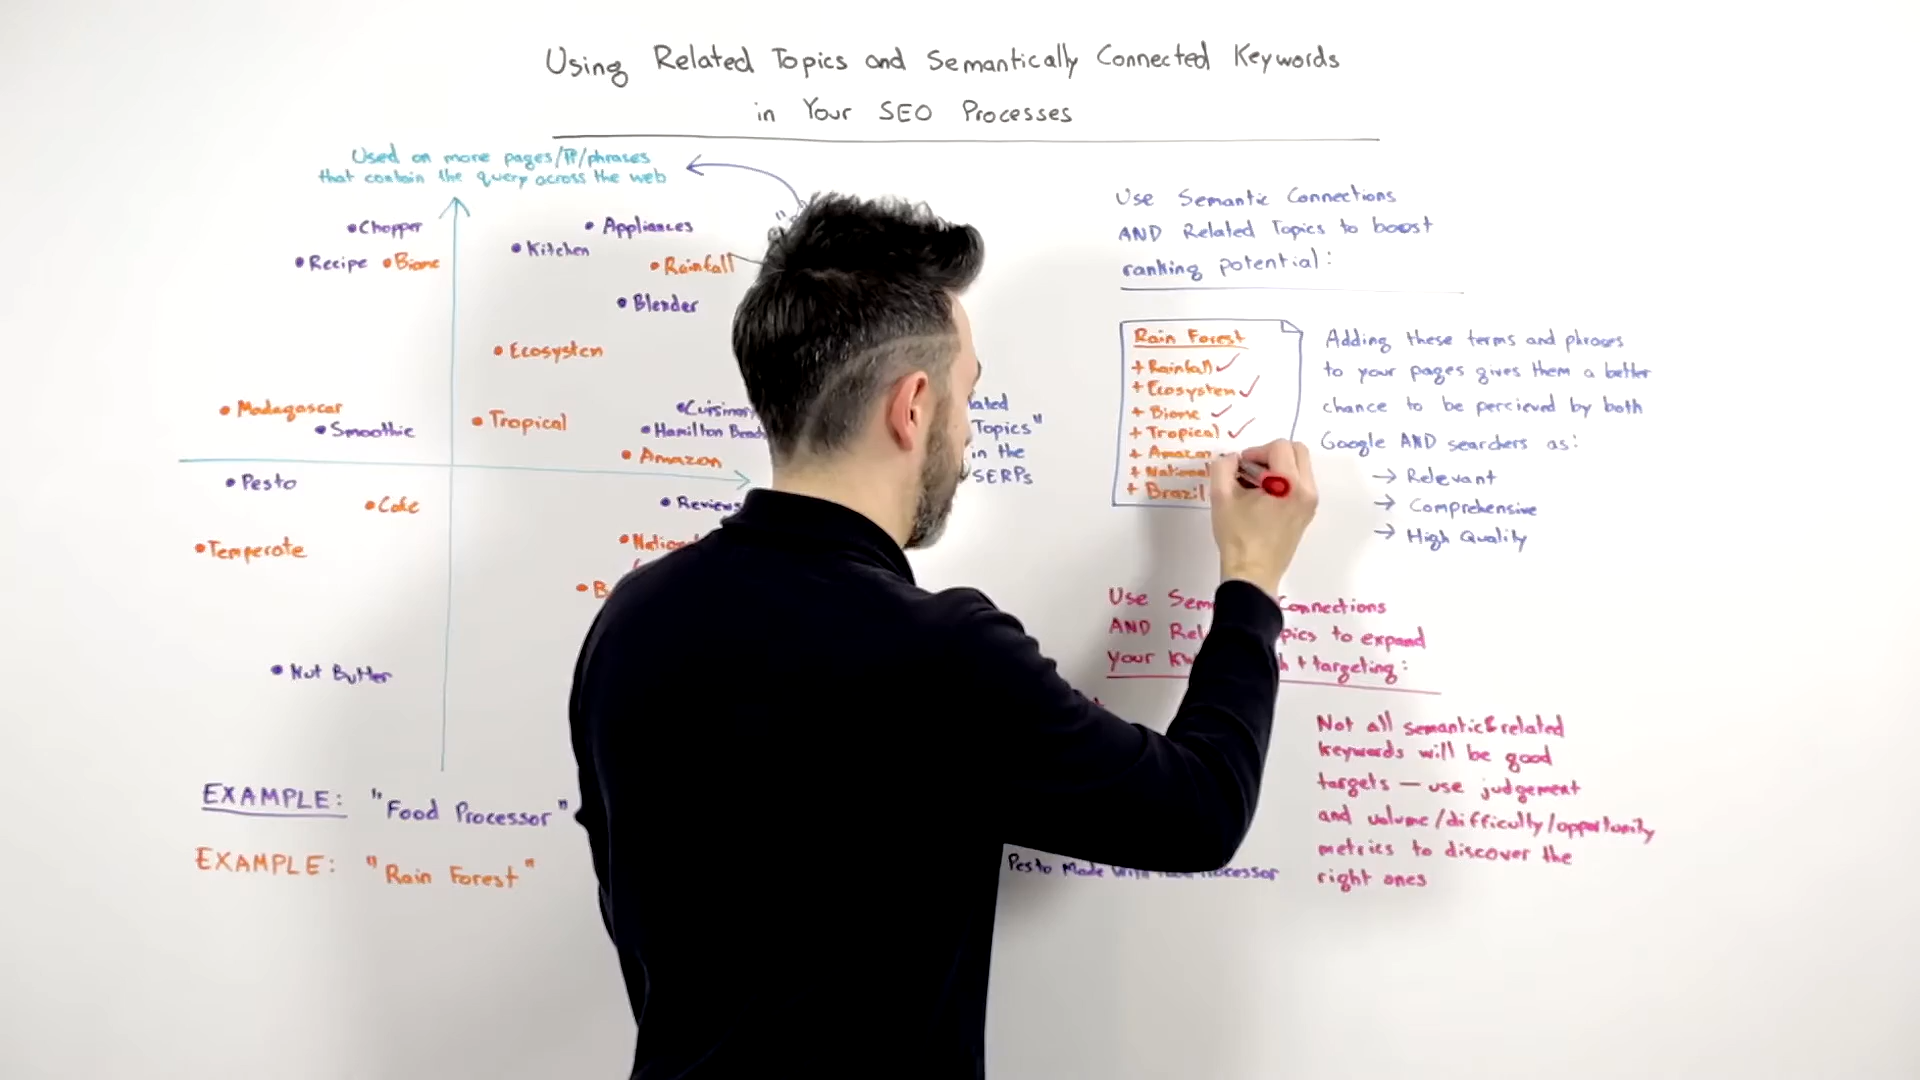 Using Related Topics and Semantically Connected Keywords
in Your SEO Processes
Used on more pages/TF/phrases
that contain the query across the web
Chopper
Recipe
Biome
Appliances
Kitchen
Rainfall
Blender
Ecosystem
Madagascar
Smoothie
Tropical
Hamilton
Amazon
Topics"
in the
SERPs
Pesto
Cake
Temperate
Reviews
Nut Butter
EXAMPLE: "Food Processor"
EXAMPLE: "Rain Forest"
Use Semantic Connections
AND Related Topics to boost
ranking potential:
Rain Forest
+ Rainfall ✓
+ Ecosystem ✓
+ Biome ✓
+ Tropical ✓
+ Amazon
+ National
+ Brazil
Adding these terms and phrases
to your pages gives them a better
chance to be percieved by both
Google AND searchers as:
→ Relevant
→ Comprehensive
→ High Quality
Use Connections
AND to expand
your + targeting:
Not all semantic & related
keywords will be good
targets — use judgement
and volume/difficulty/opportunity
metrics to discover the
right ones
Pesto Made with Processor